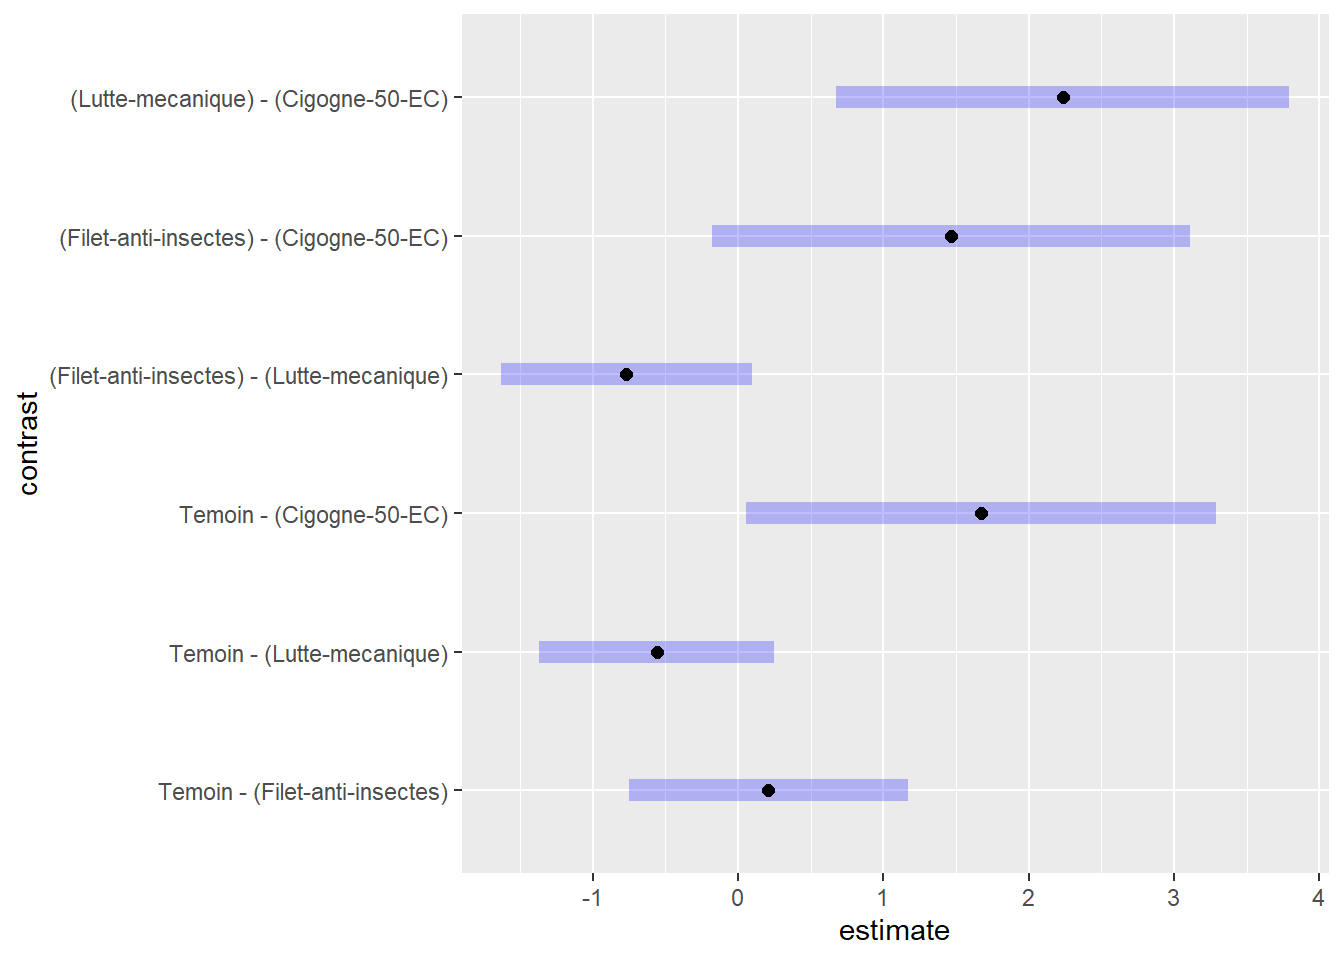 (Lutte-mecanique) - (Cigogne-50-EC)
(Filet-anti-insectes) - (Cigogne-50-EC)
(Filet-anti-insectes) - (Lutte-mecanique)
Temoin - (Cigogne-50-EC)
Temoin - (Lutte-mecanique)
Temoin - (Filet-anti-insectes)
contrast
-1 0 1 2 3 4
estimate